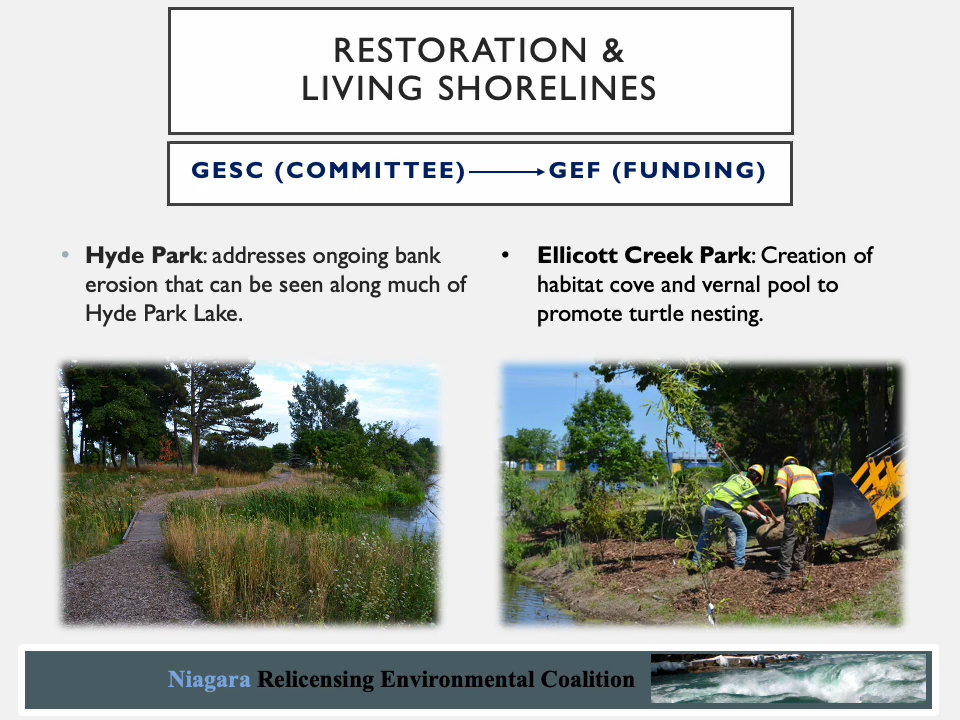 RESTORATION &
LIVING SHORELINES
GESC (COMMITTEE) → GEF (FUNDING)
• Hyde Park: addresses ongoing bank
erosion that can be seen along much of
Hyde Park Lake.
• Ellicott Creek Park: Creation of
habitat cove and vernal pool to
promote turtle nesting.
Niagara Relicensing Environmental Coalition